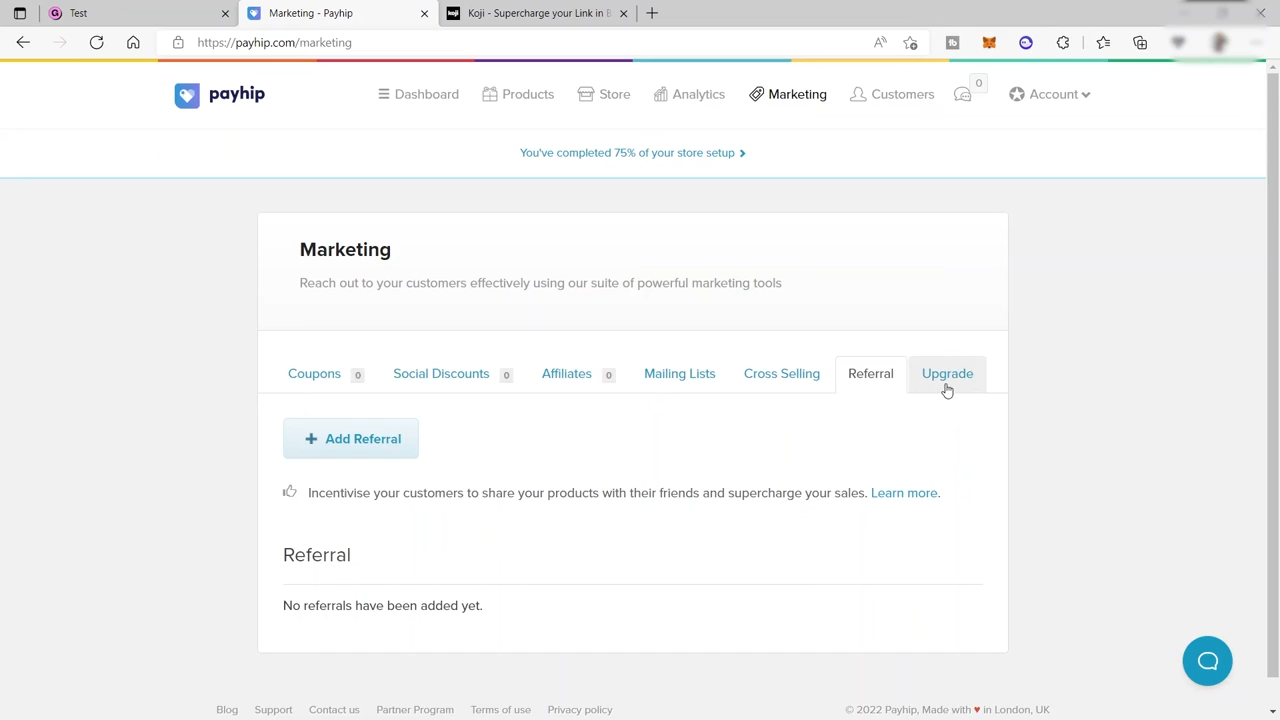 Test
Marketing - Payhip
Koji - Supercharge your Link in B
https://payhip.com/marketing
payhip
Dashboard
Products
Store
Analytics
Marketing
Customers
0
Account
You've completed 75% of your store setup
Marketing
Reach out to your customers effectively using our suite of powerful marketing tools
Coupons 0
Social Discounts 0
Affiliates 0
Mailing Lists
Cross Selling
Referral
Upgrade
+ Add Referral
Incentivise your customers to share your products with their friends and supercharge your sales. Learn more.
Referral
No referrals have been added yet.
Blog
Support
Contact us
Partner Program
Terms of use
Privacy policy
© 2022 Payhip, Made with ♥ in London, UK